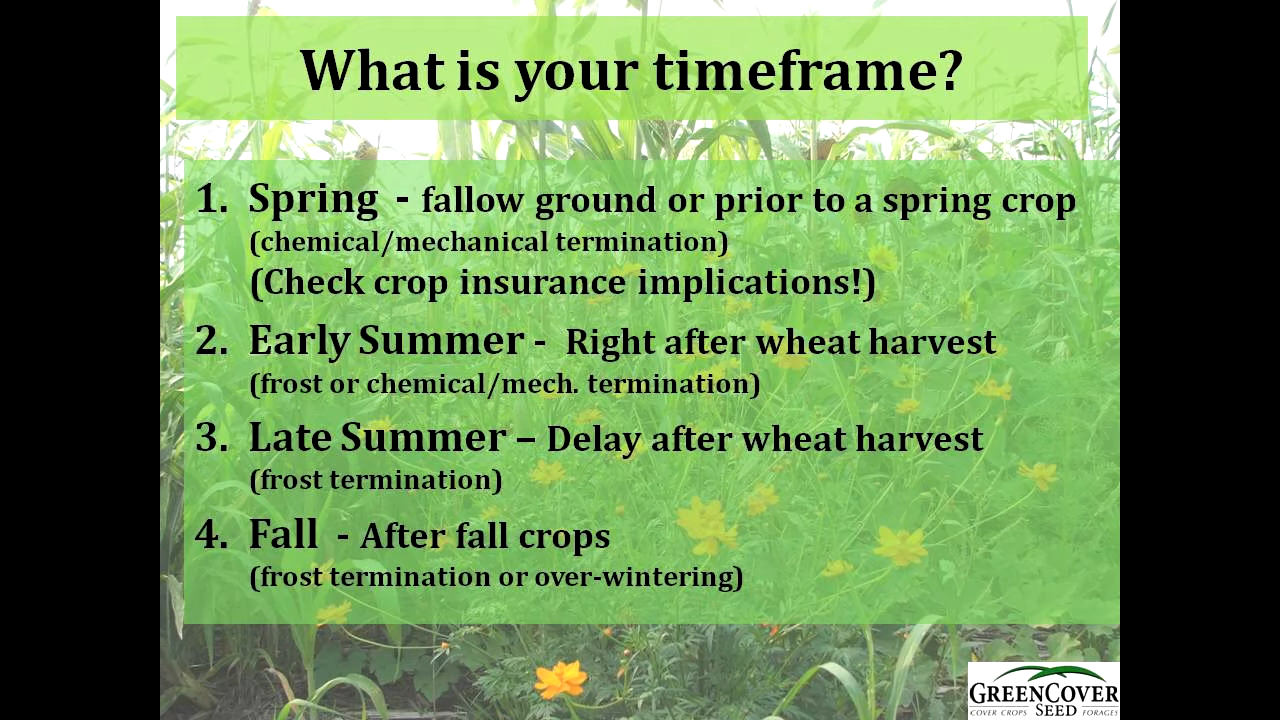 What is your timeframe?
1. Spring - fallow ground or prior to a spring crop
(chemical/mechanical termination)
(Check crop insurance implications!)
2. Early Summer - Right after wheat harvest
(frost or chemical/mech. termination)
3. Late Summer – Delay after wheat harvest
(frost termination)
4. Fall - After fall crops
(frost termination or over-wintering)
GREENCOVER
COVER CROPS SEED FORAGES